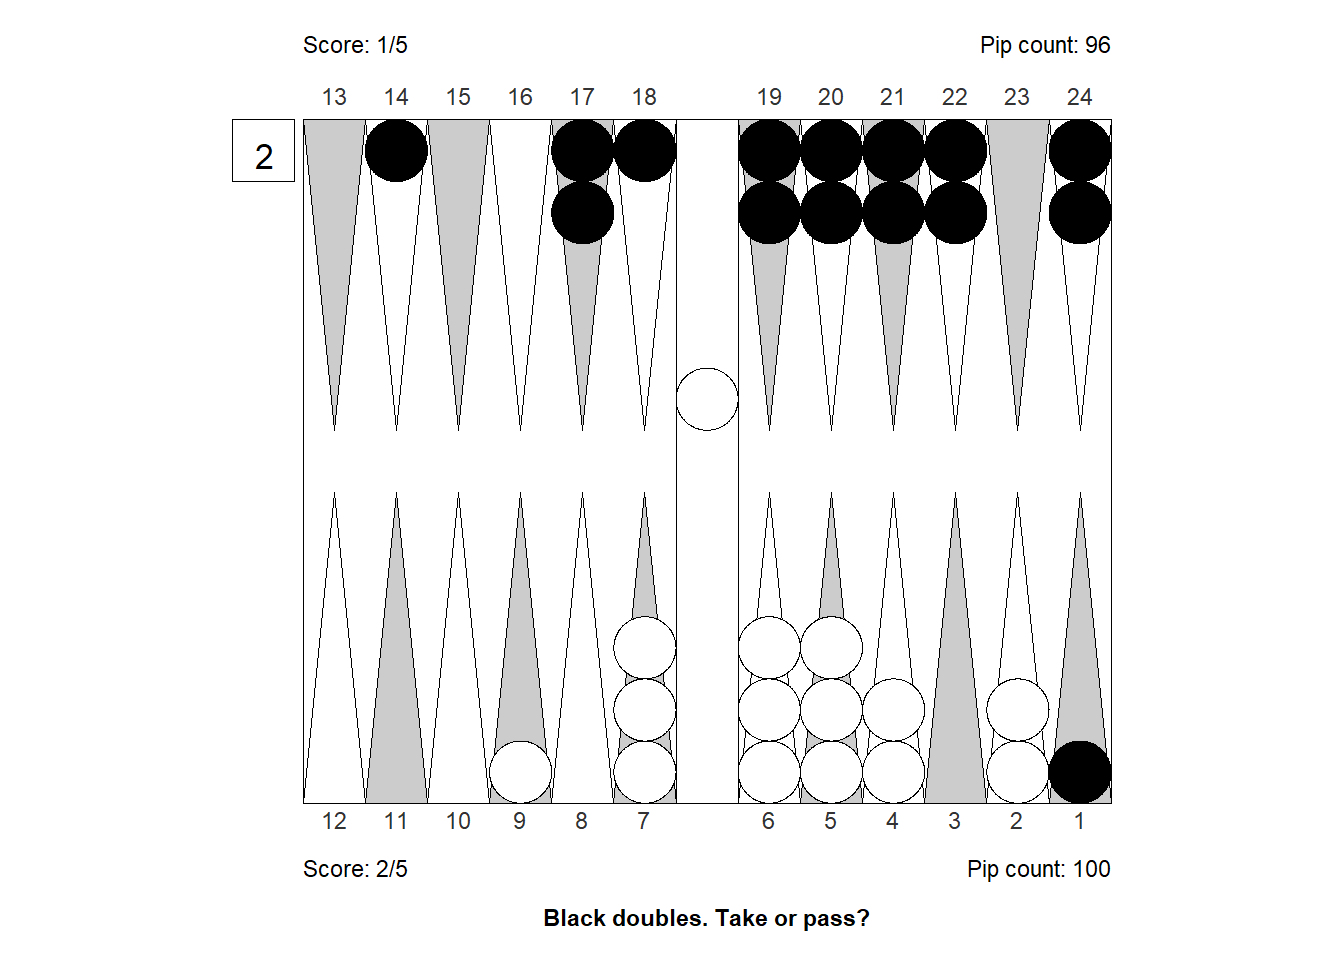 Score: 1/5 Pip count: 96
13 14 15 16 17 18 19 20 21 22 23 24
2
12 11 10 9 8 7 6 5 4 3 2 1
Score: 2/5 Pip count: 100
Black doubles. Take or pass?